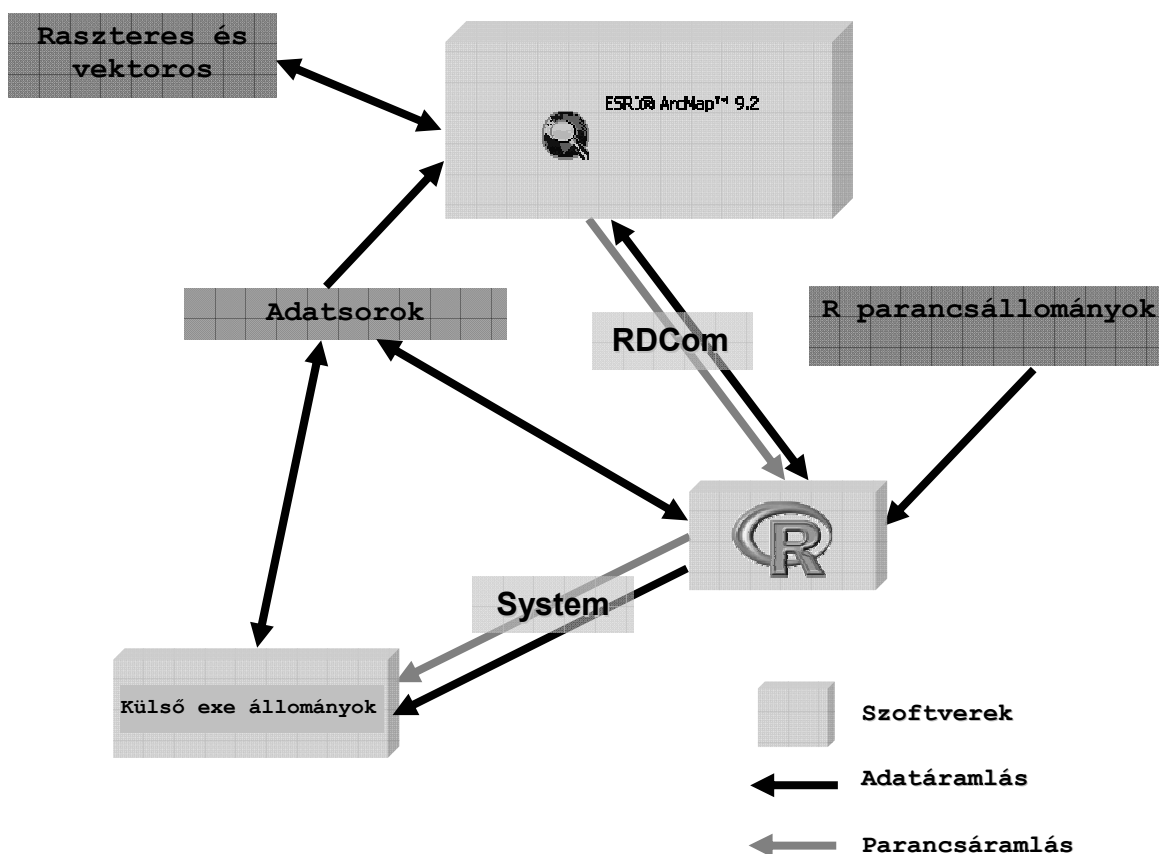 Raszteres és
vektoros
ESRI® ArcMap™ 9.2
Adatsorok
R parancsállományok
RDCom
R
System
Külső exe állományok
Szoftverek
Adatáramlás
Parancsáramlás